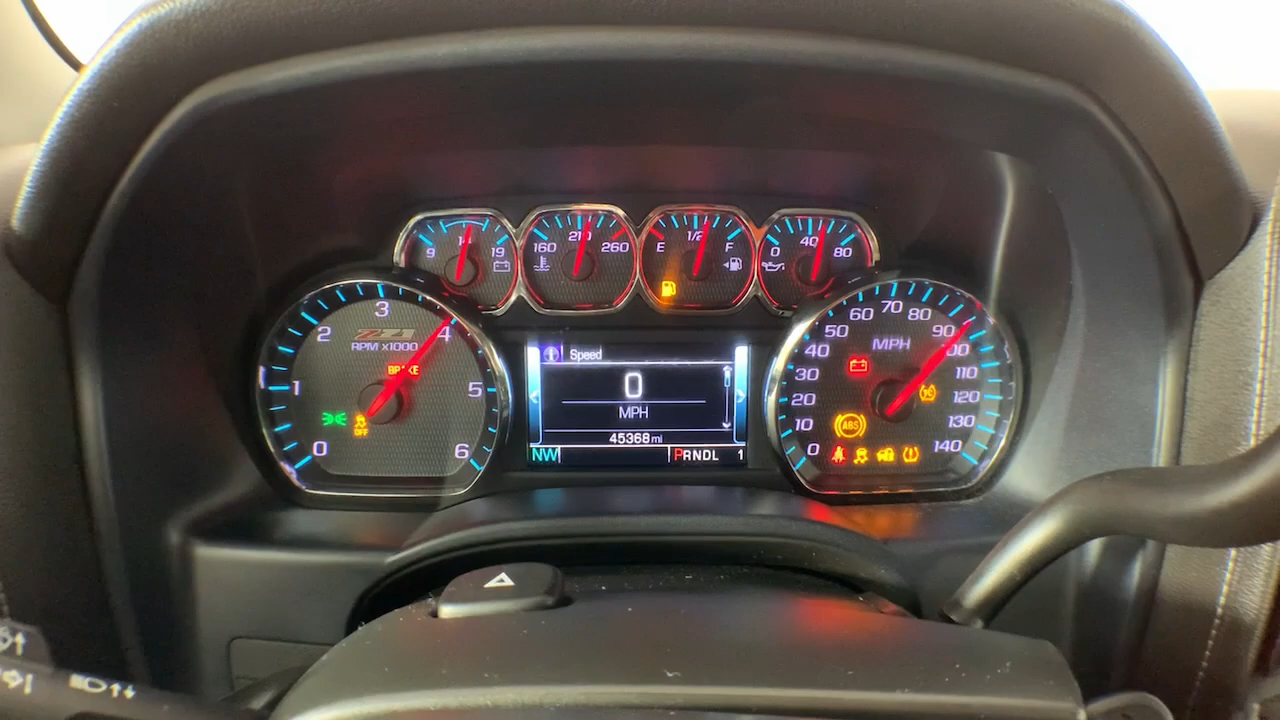 9 14 19
160 210 260
E 1/2 F
0 40 80
0 1 2 3 4 5 6
Z71
RPM x1000
BRAKE
OFF
Speed
0
MPH
45368 mi
NW PRNDL 1
0 10 20 30 40 50 60 70 80 90 100 110 120 130 140
MPH
ABS